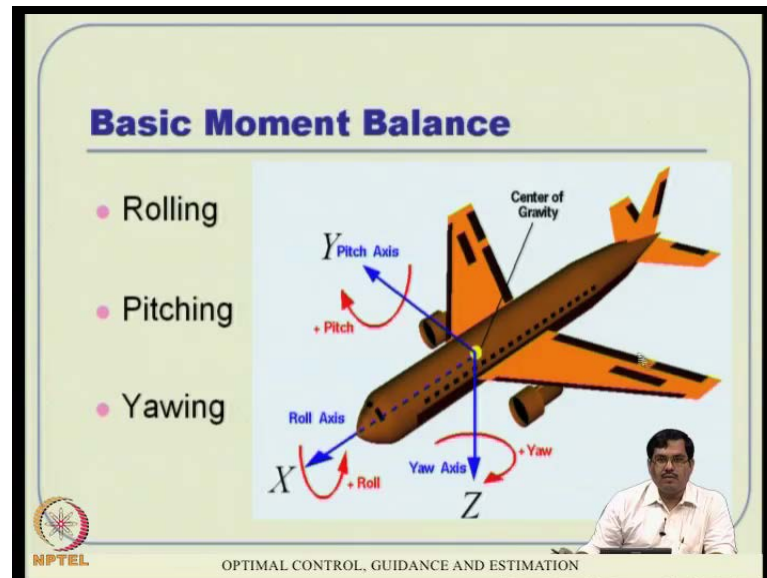 Basic Moment Balance
Rolling
Pitching
Yawing
Center of
Gravity
Y
Pitch Axis
+ Pitch
Roll Axis
X
+ Roll
Yaw Axis
+ Yaw
Z
NPTEL
OPTIMAL CONTROL, GUIDANCE AND ESTIMATION